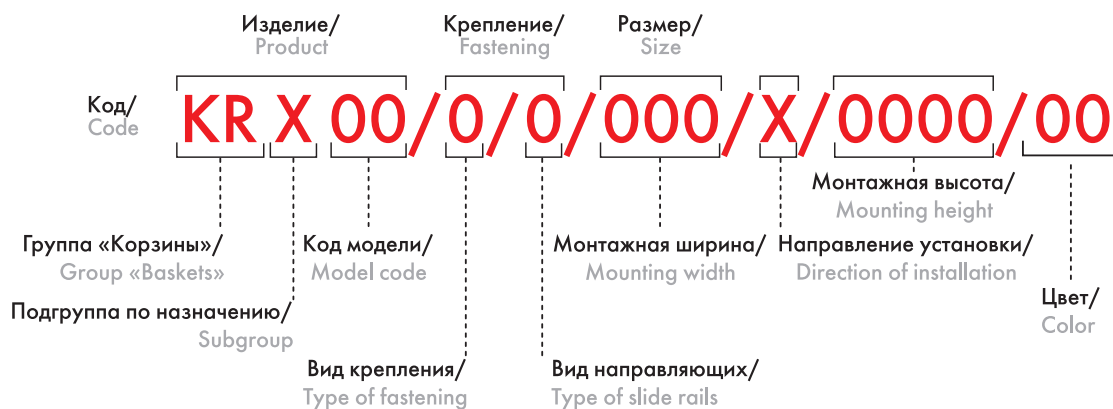 Изделие/
Product
Крепление/
Fastening
Размер/
Size
Код/
Code
KR X 00/0/0/000/X/0000/00
Монтажная высота/
Mounting height
Группа «Корзины»/
Group «Baskets»
Код модели/
Model code
Монтажная ширина/
Mounting width
Направление установки/
Direction of installation
Подгруппа по назначению/
Subgroup
Цвет/
Color
Вид крепления/
Type of fastening
Вид направляющих/
Type of slide rails